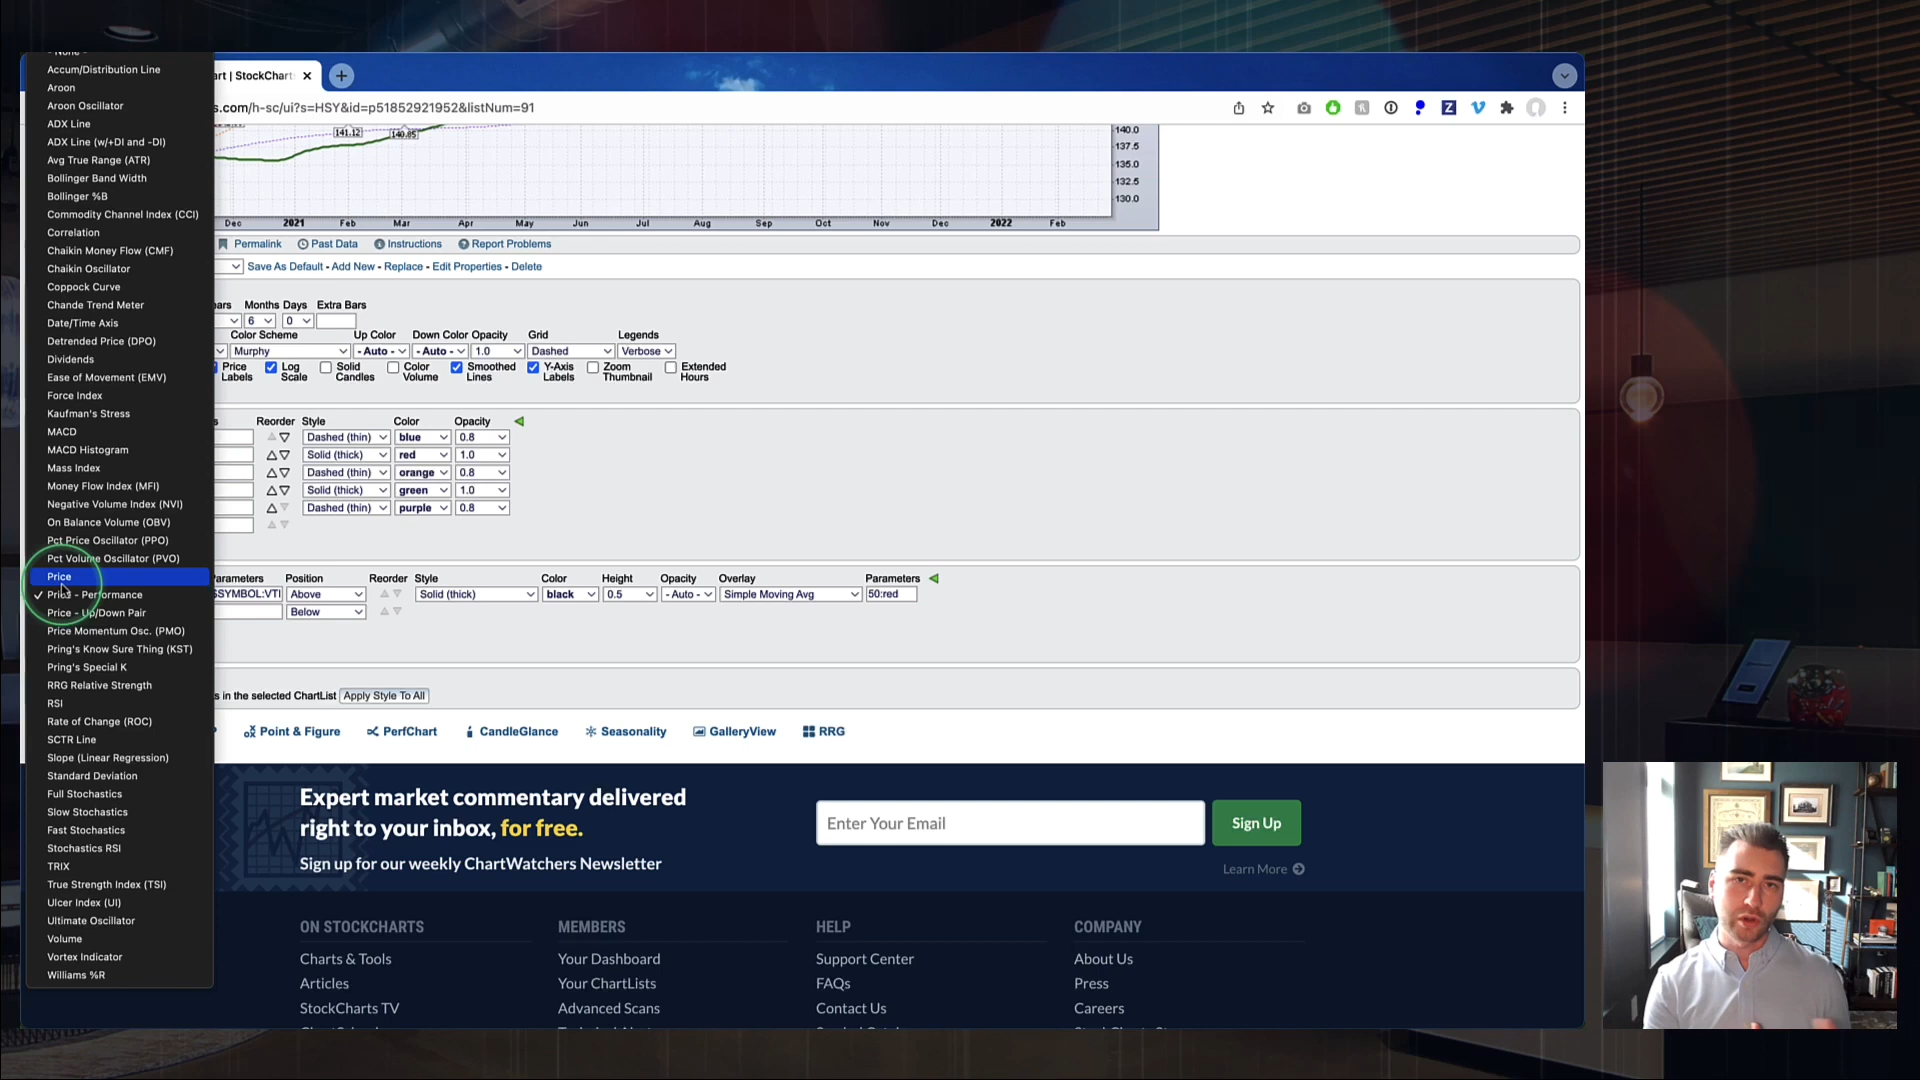 - None -
Accum/Distribution Line
Aroon
Aroon Oscillator
ADX Line
ADX Line (w/+DI and -DI)
Avg True Range (ATR)
Bollinger Band Width
Bollinger %B
Commodity Channel Index (CCI)
Correlation
Chaikin Money Flow (CMF)
Chaikin Oscillator
Coppock Curve
Chande Trend Meter
Date/Time Axis
Detrended Price (DPO)
Dividends
Ease of Movement (EMV)
Force Index
Kaufman's Stress
MACD
MACD Histogram
Mass Index
Money Flow Index (MFI)
Negative Volume Index (NVI)
On Balance Volume (OBV)
Pct Price Oscillator (PPO)
Pct Volume Oscillator (PVO)
Price
✓ Price - Performance
Price - Up/Down Pair
Price Momentum Osc. (PMO)
Pring's Know Sure Thing (KST)
Pring's Special K
RRG Relative Strength
RSI
Rate of Change (ROC)
SCTR Line
Slope (Linear Regression)
Standard Deviation
Full Stochastics
Slow Stochastics
Fast Stochastics
Stochastics RSI
TRIX
True Strength Index (TSI)
Ulcer Index (UI)
Ultimate Oscillator
Volume
Vortex Indicator
Williams %R
art | StockChart
s.com/h-sc/ui?s=HSY&id=p51852921952&listNum=91
141.12 140.85
140.0
137.5
135.0
132.5
130.0
Dec 2021 Feb Mar Apr May Jun Jul Aug Sep Oct Nov Dec 2022 Feb
Permalink Past Data Instructions Report Problems
Save As Default - Add New - Replace - Edit Properties - Delete
ears Months Days Extra Bars
6 0
Color Scheme Up Color Down Color Opacity Grid Legends
Murphy - Auto - - Auto - 1.0 Dashed Verbose
Price Labels Log Scale Solid Candles Color Volume Smoothed Lines Y-Axis Labels Zoom Thumbnail Extended Hours
s Reorder Style Color Opacity
Dashed (thin) blue 0.8
Solid (thick) red 1.0
Dashed (thin) orange 0.8
Solid (thick) green 1.0
Dashed (thin) purple 0.8
Parameters Position Reorder Style Color Height Opacity Overlay Parameters
$SYMBOL:VTI Above Solid (thick) black 0.5 - Auto - Simple Moving Avg 50:red
Below
s in the selected ChartList Apply Style To All
P Point & Figure PerfChart CandleGlance Seasonality GalleryView RRG
Expert market commentary delivered
right to your inbox, for free.
Sign up for our weekly ChartWatchers Newsletter
Enter Your Email Sign Up
Learn More
ON STOCKCHARTS MEMBERS HELP COMPANY
Charts & Tools Your Dashboard Support Center About Us
Articles Your ChartLists FAQs Press
StockCharts TV Advanced Scans Contact Us Careers